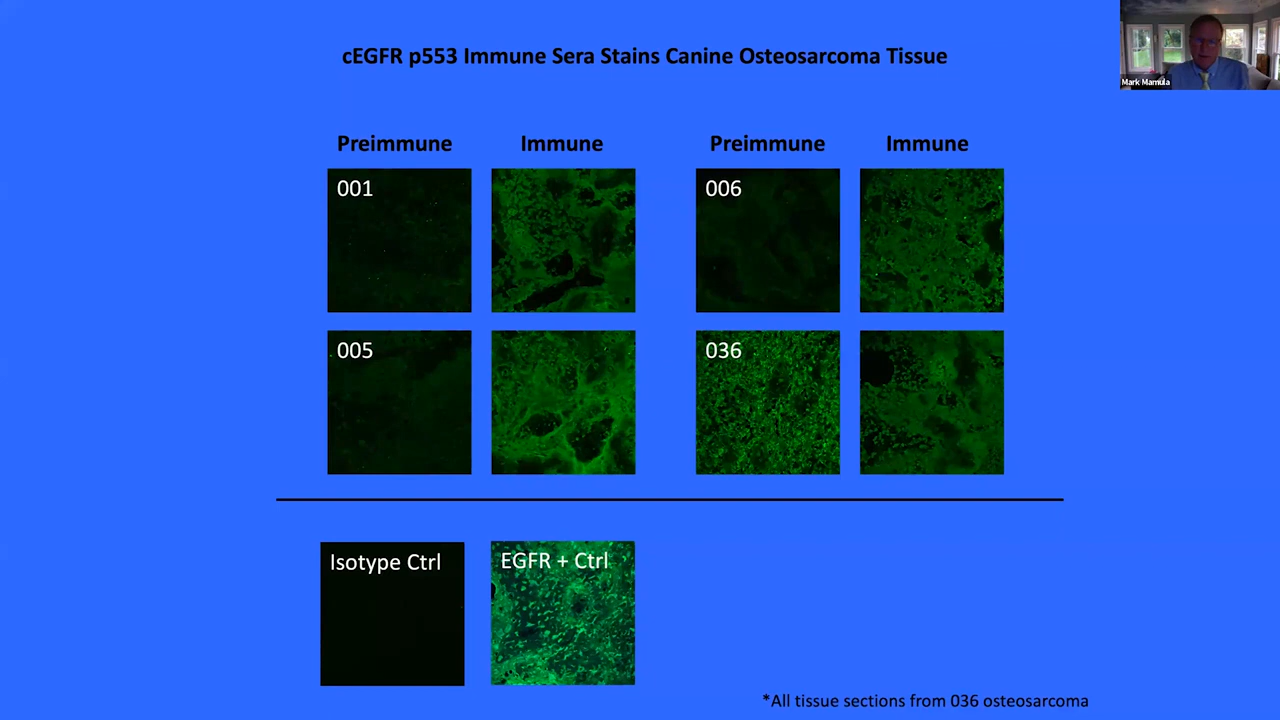 cEGFR p553 Immune Sera Stains Canine Osteosarcoma Tissue
Mark Mamula
Preimmune Immune Preimmune Immune
001 006
005 036
Isotype Ctrl EGFR + Ctrl
*All tissue sections from 036 osteosarcoma